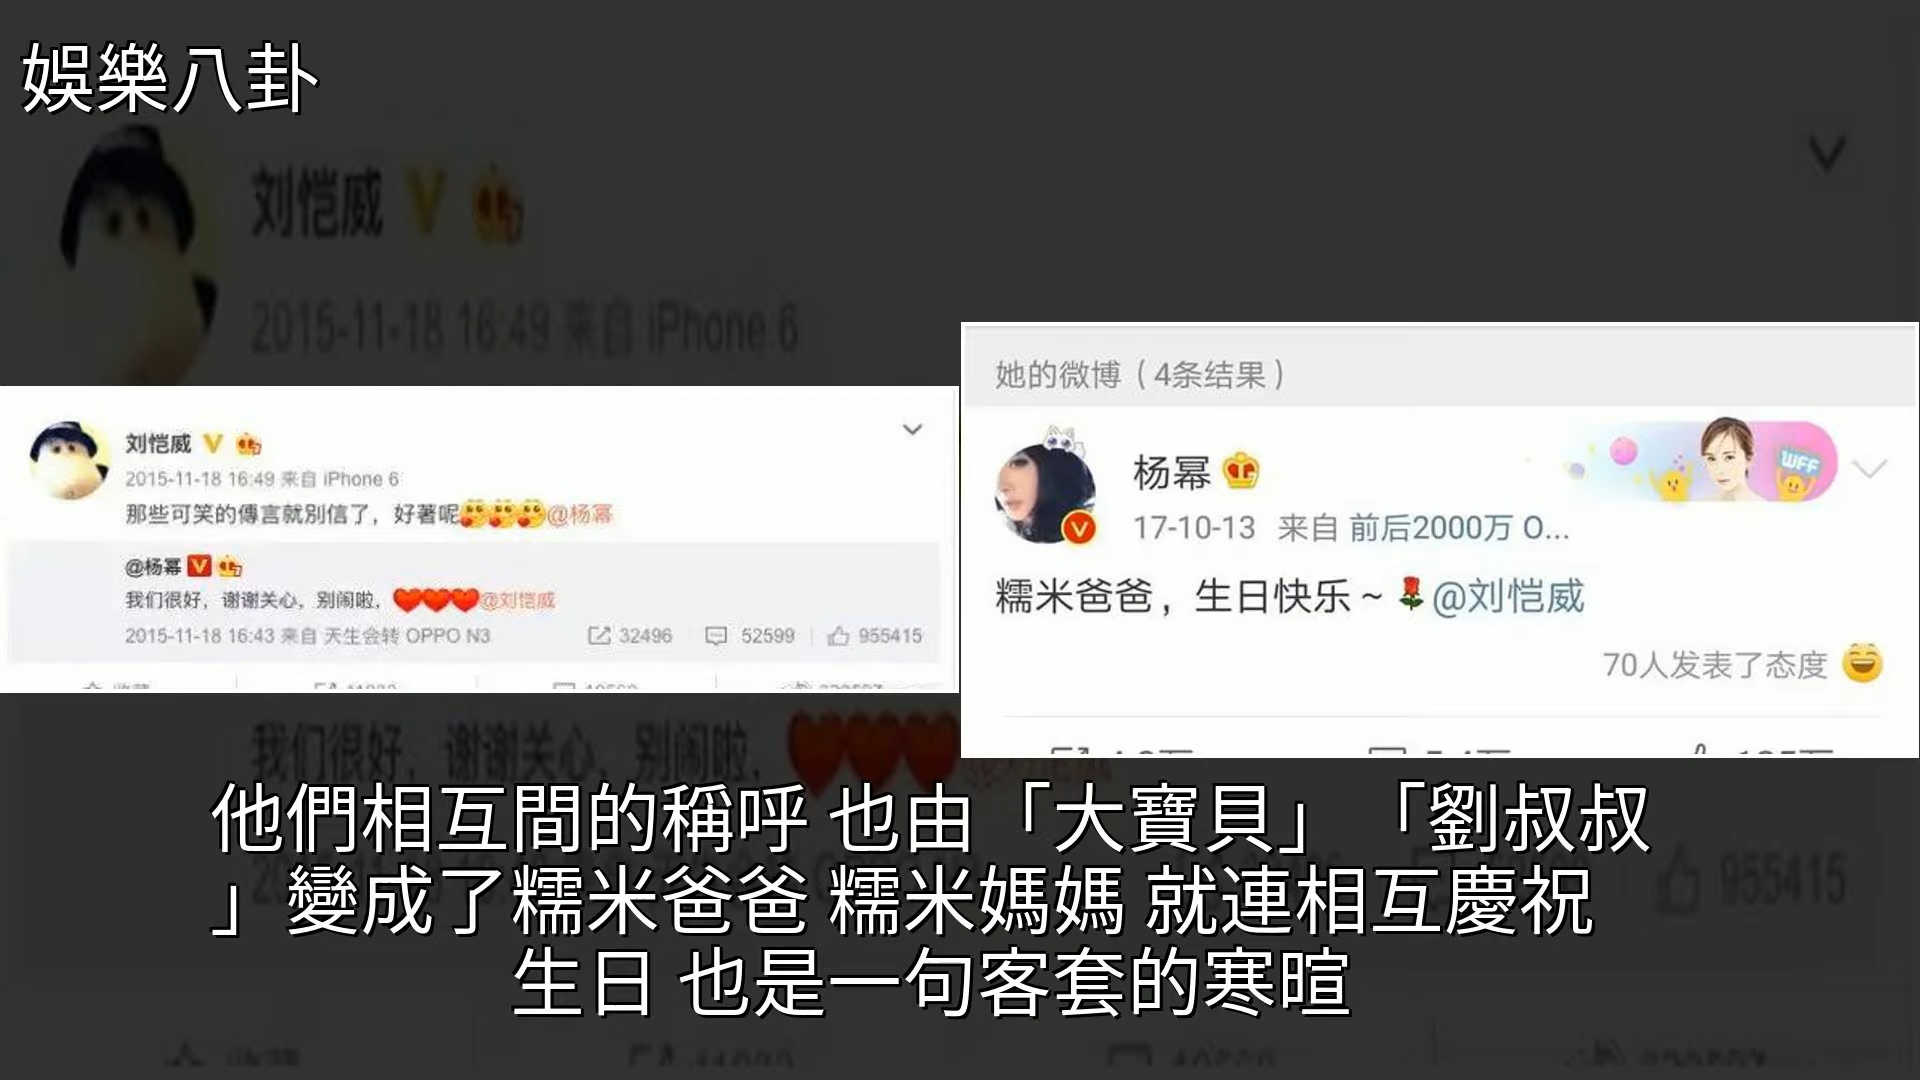 娛樂八卦
刘恺威 V
2015-11-18 16:49 来自 iPhone 6
刘恺威
2015-11-18 16:49 来自 iPhone 6
那些可笑的傳言就別信了，好著呢@杨幂
@杨幂 V
我们很好，谢谢关心，别闹啦，@刘恺威
2015-11-18 16:43 来自 天生会转 OPPO N3 32496 52599 955415
她的微博（4条结果）
杨幂
WFF
17-10-13 来自 前后2000万 O...
糯米爸爸，生日快乐~@刘恺威
70人发表了态度
我们很好，谢谢关心，别闹啦，
他們相互間的稱呼 也由「大寶貝」「劉叔叔
」變成了糯米爸爸 糯米媽媽 就連相互慶祝
955415
生日 也是一句客套的寒暄